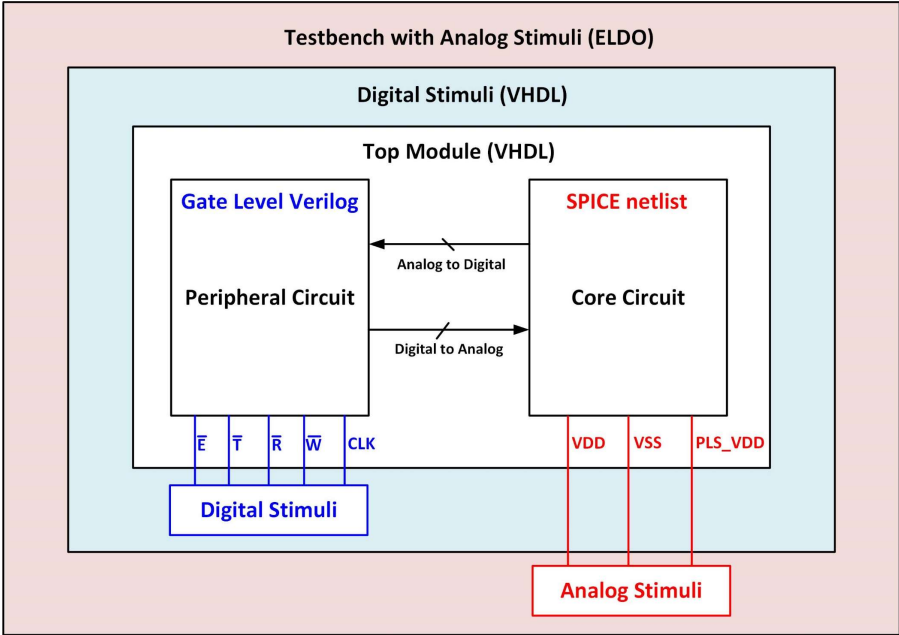 Testbench with Analog Stimuli (ELDO)
Digital Stimuli (VHDL)
Top Module (VHDL)
Gate Level Verilog
SPICE netlist
Analog to Digital
Peripheral Circuit
Core Circuit
Digital to Analog
E̅
T̅
R̅
W̅
CLK
VDD
VSS
PLS_VDD
Digital Stimuli
Analog Stimuli